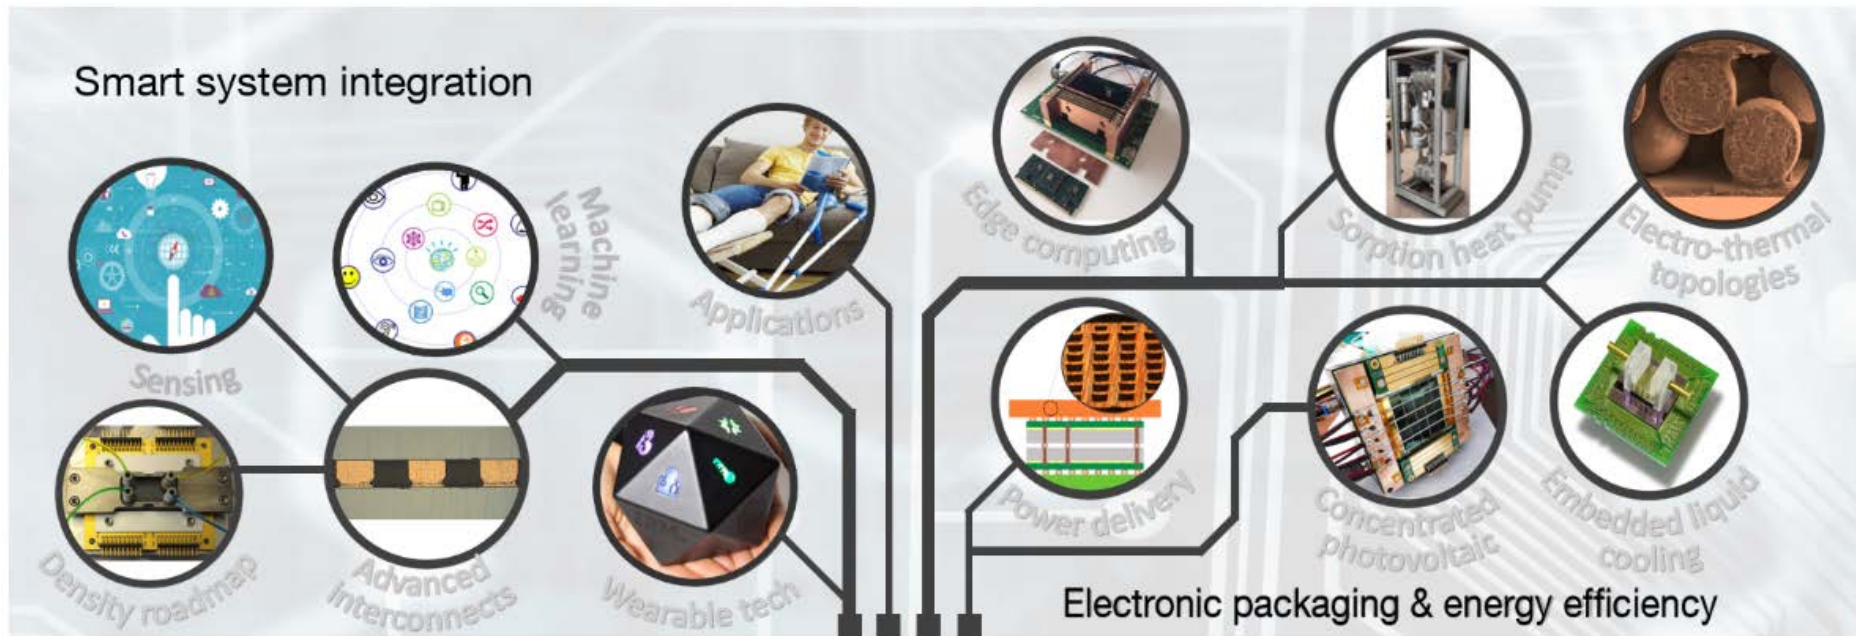 Smart system integration
Sensing
Machine
learning
Applications
Density roadmap
Advanced
interconnects
Wearable tech
Edge computing
Sorption heat pump
Electro-thermal
topologies
Power delivery
Concentrated
photovoltaic
Embedded liquid
cooling
Electronic packaging & energy efficiency